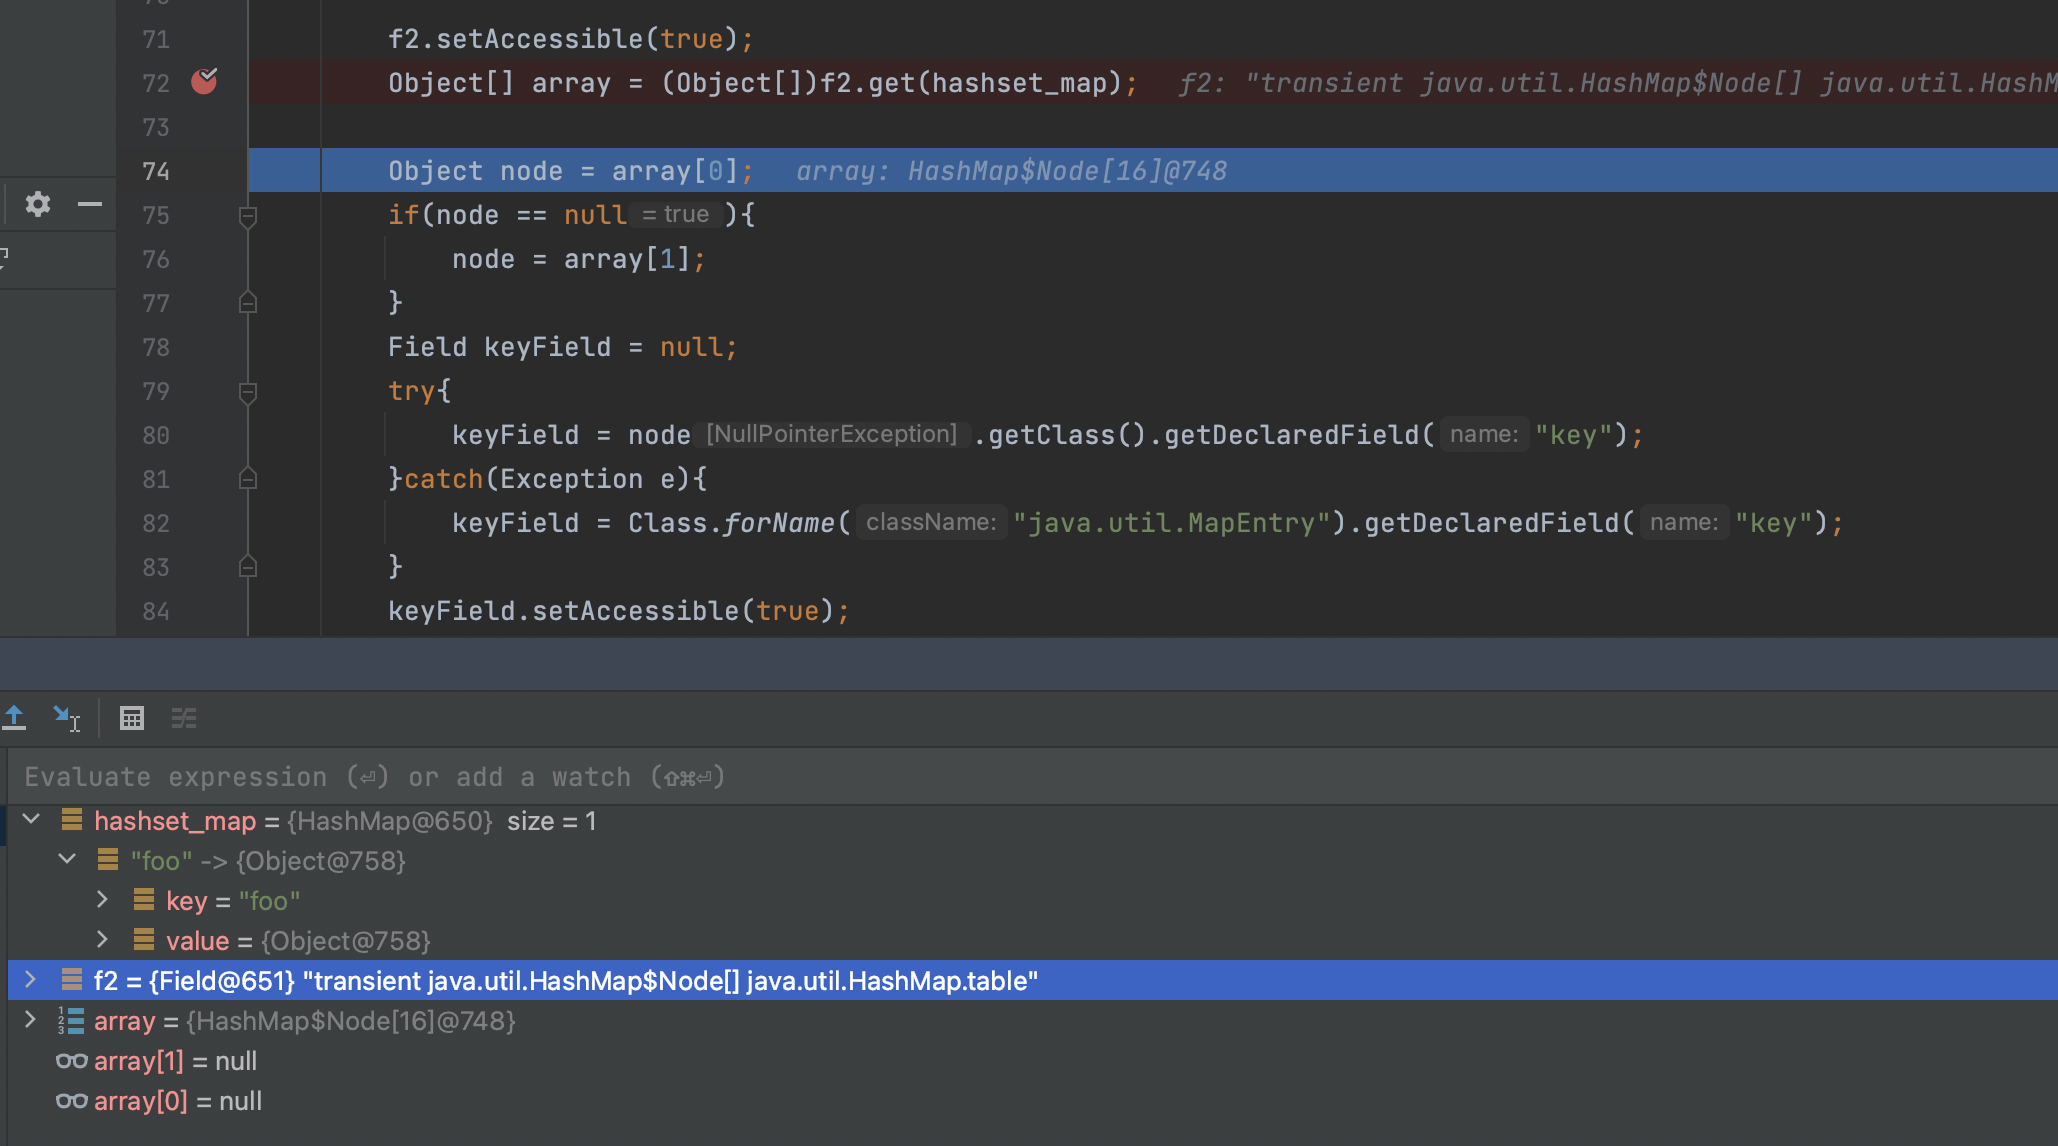 71 f2.setAccessible(true);
72 Object[] array = (Object[])f2.get(hashset_map); f2: "transient java.util.HashMap$Node[] java.util.HashM
73
74 Object node = array[0]; array: HashMap$Node[16]@748
75 if(node == null = true ){
76 node = array[1];
77 }
78 Field keyField = null;
79 try{
80 keyField = node [NullPointerException] .getClass().getDeclaredField( name: "key");
81 }catch(Exception e){
82 keyField = Class.forName( className: "java.util.MapEntry").getDeclaredField( name: "key");
83 }
84 keyField.setAccessible(true);
Evaluate expression (⏎) or add a watch (⇧⌘⏎)
hashset_map = {HashMap@650} size = 1
"foo" -> {Object@758}
key = "foo"
value = {Object@758}
f2 = {Field@651} "transient java.util.HashMap$Node[] java.util.HashMap.table"
array = {HashMap$Node[16]@748}
array[1] = null
array[0] = null